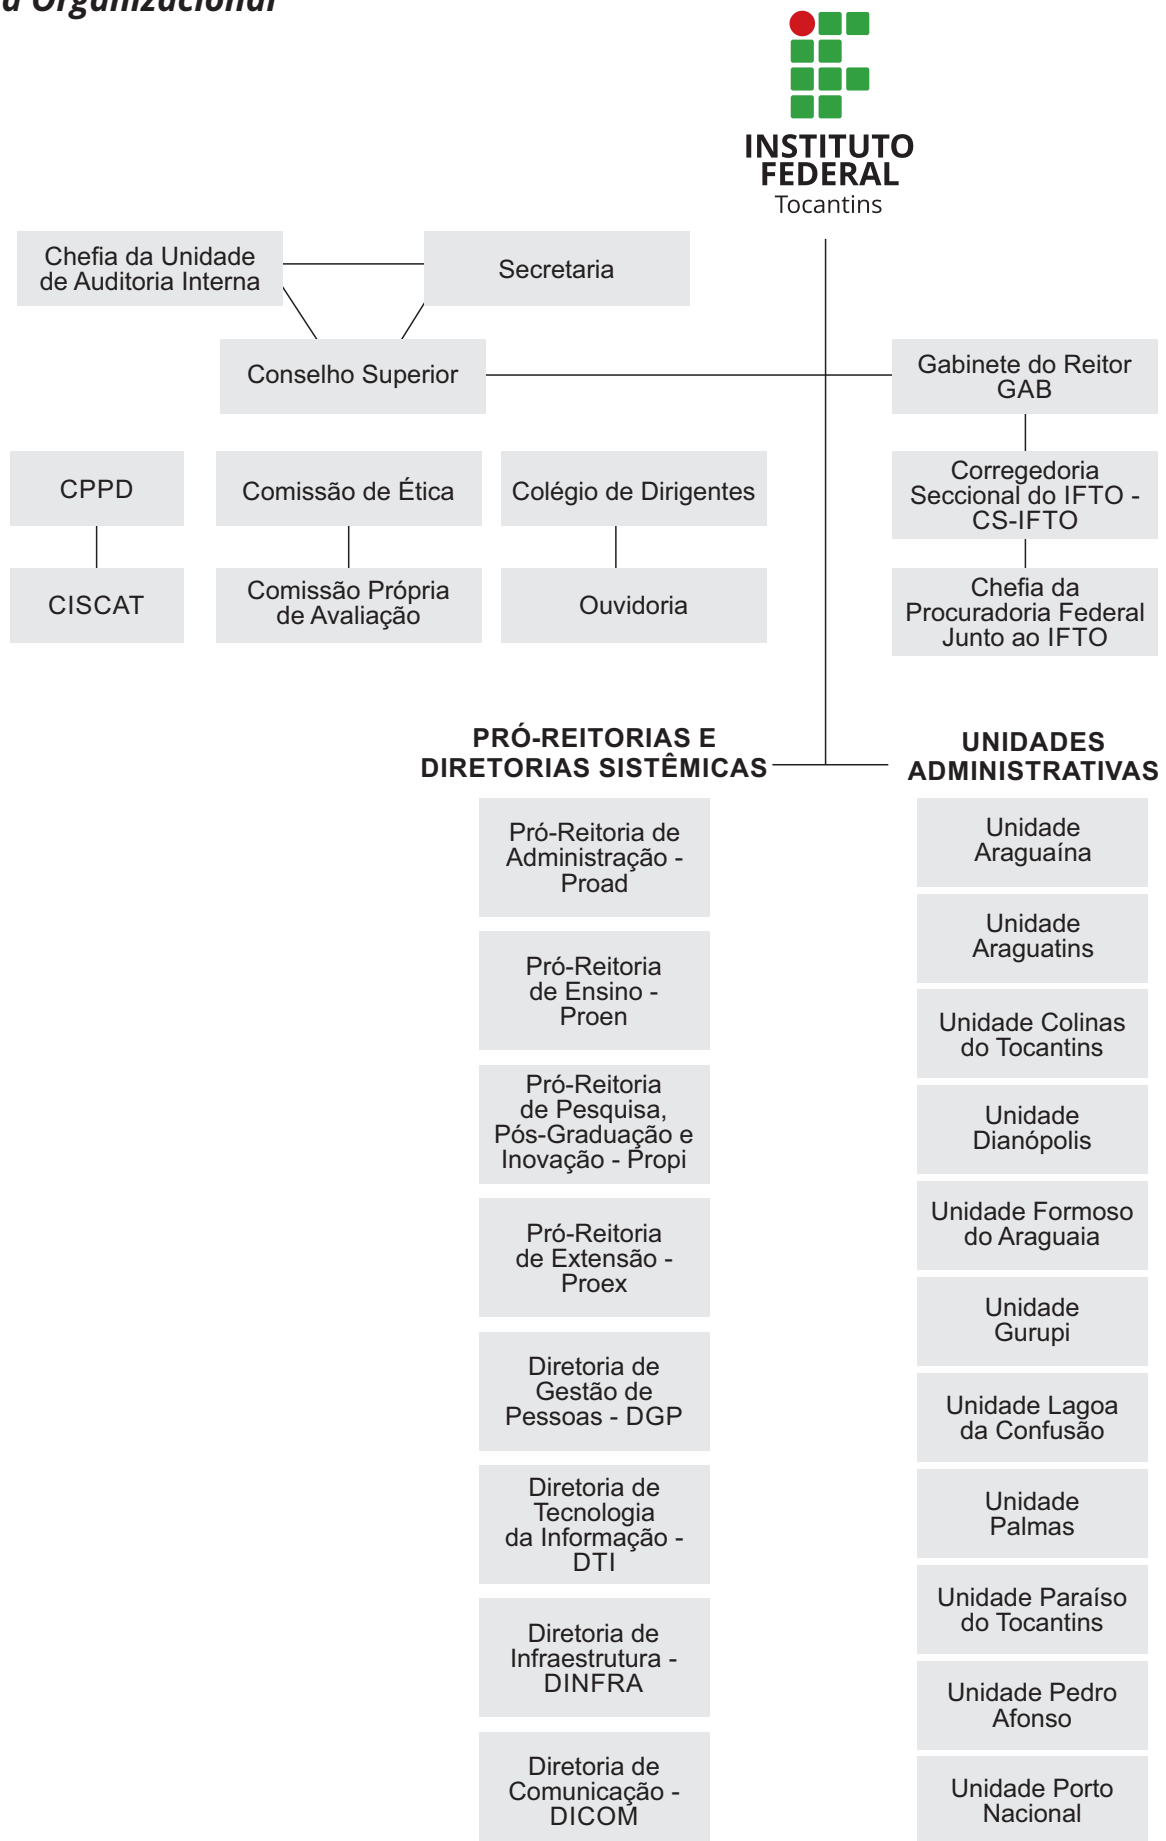 Organizacional
INSTITUTO
FEDERAL
Tocantins
Chefia da Unidade
de Auditoria Interna
Secretaria
Conselho Superior
Gabinete do Reitor
GAB
CPPD
Comissão de Ética
Colégio de Dirigentes
Corregedoria
Seccional do IFTO -
CS-IFTO
CISCAT
Comissão Própria
de Avaliação
Ouvidoria
Chefia da
Procuradoria Federal
Junto ao IFTO
PRÓ-REITORIAS E
DIRETORIAS SISTÊMICAS
Pró-Reitoria de
Administração -
Proad
Pró-Reitoria
de Ensino -
Proen
Pró-Reitoria
de Pesquisa,
Pós-Graduação e
Inovação - Propi
Pró-Reitoria
de Extensão -
Proex
Diretoria de
Gestão de
Pessoas - DGP
Diretoria de
Tecnologia
da Informação -
DTI
Diretoria de
Infraestrutura -
DINFRA
Diretoria de
Comunicação -
DICOM
UNIDADES
ADMINISTRATIVAS
Unidade
Araguaína
Unidade
Araguatins
Unidade Colinas
do Tocantins
Unidade
Dianópolis
Unidade Formoso
do Araguaia
Unidade
Gurupi
Unidade Lagoa
da Confusão
Unidade
Palmas
Unidade Paraíso
do Tocantins
Unidade Pedro
Afonso
Unidade Porto
Nacional